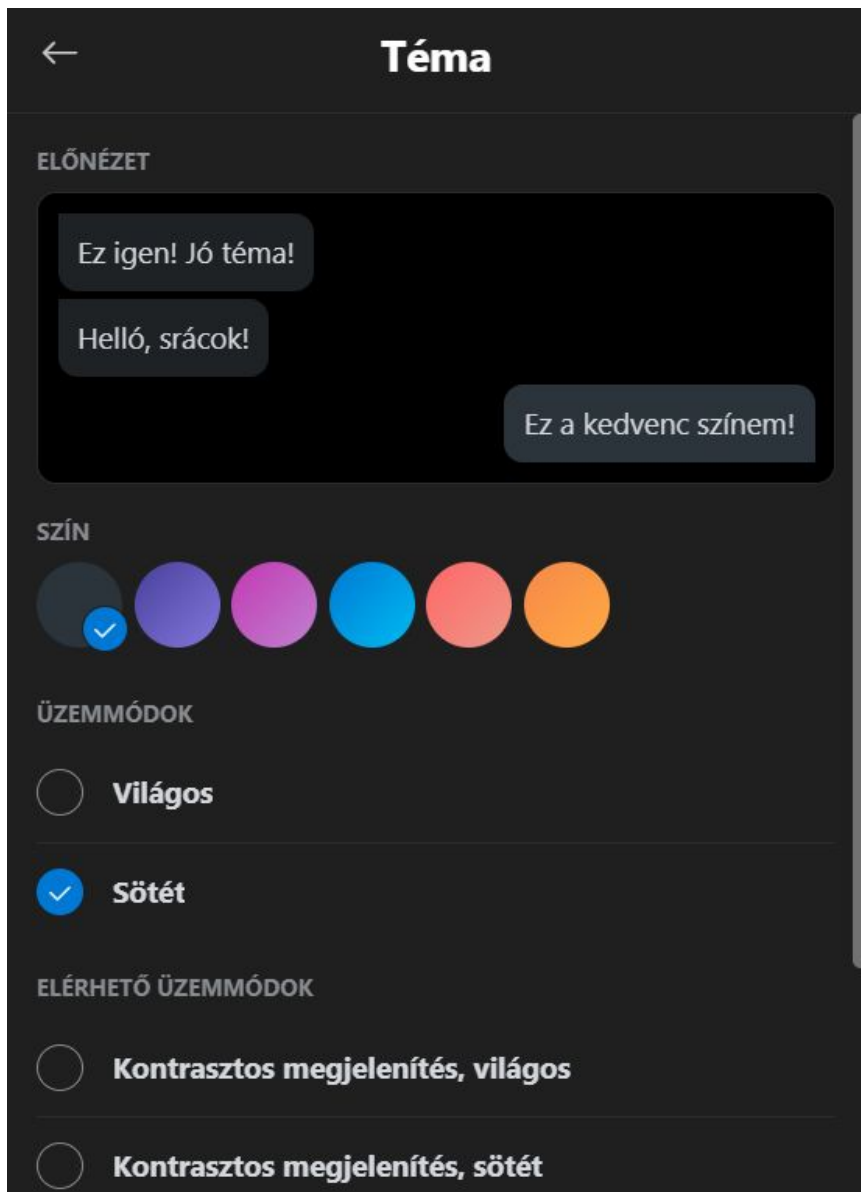 Téma
ELŐNÉZET
Ez igen! Jó téma!
Helló, srácok!
Ez a kedvenc színem!
SZÍN
ÜZEMMÓDOK
Világos
Sötét
ELÉRHETŐ ÜZEMMÓDOK
Kontrasztos megjelenítés, világos
Kontrasztos megjelenítés, sötét